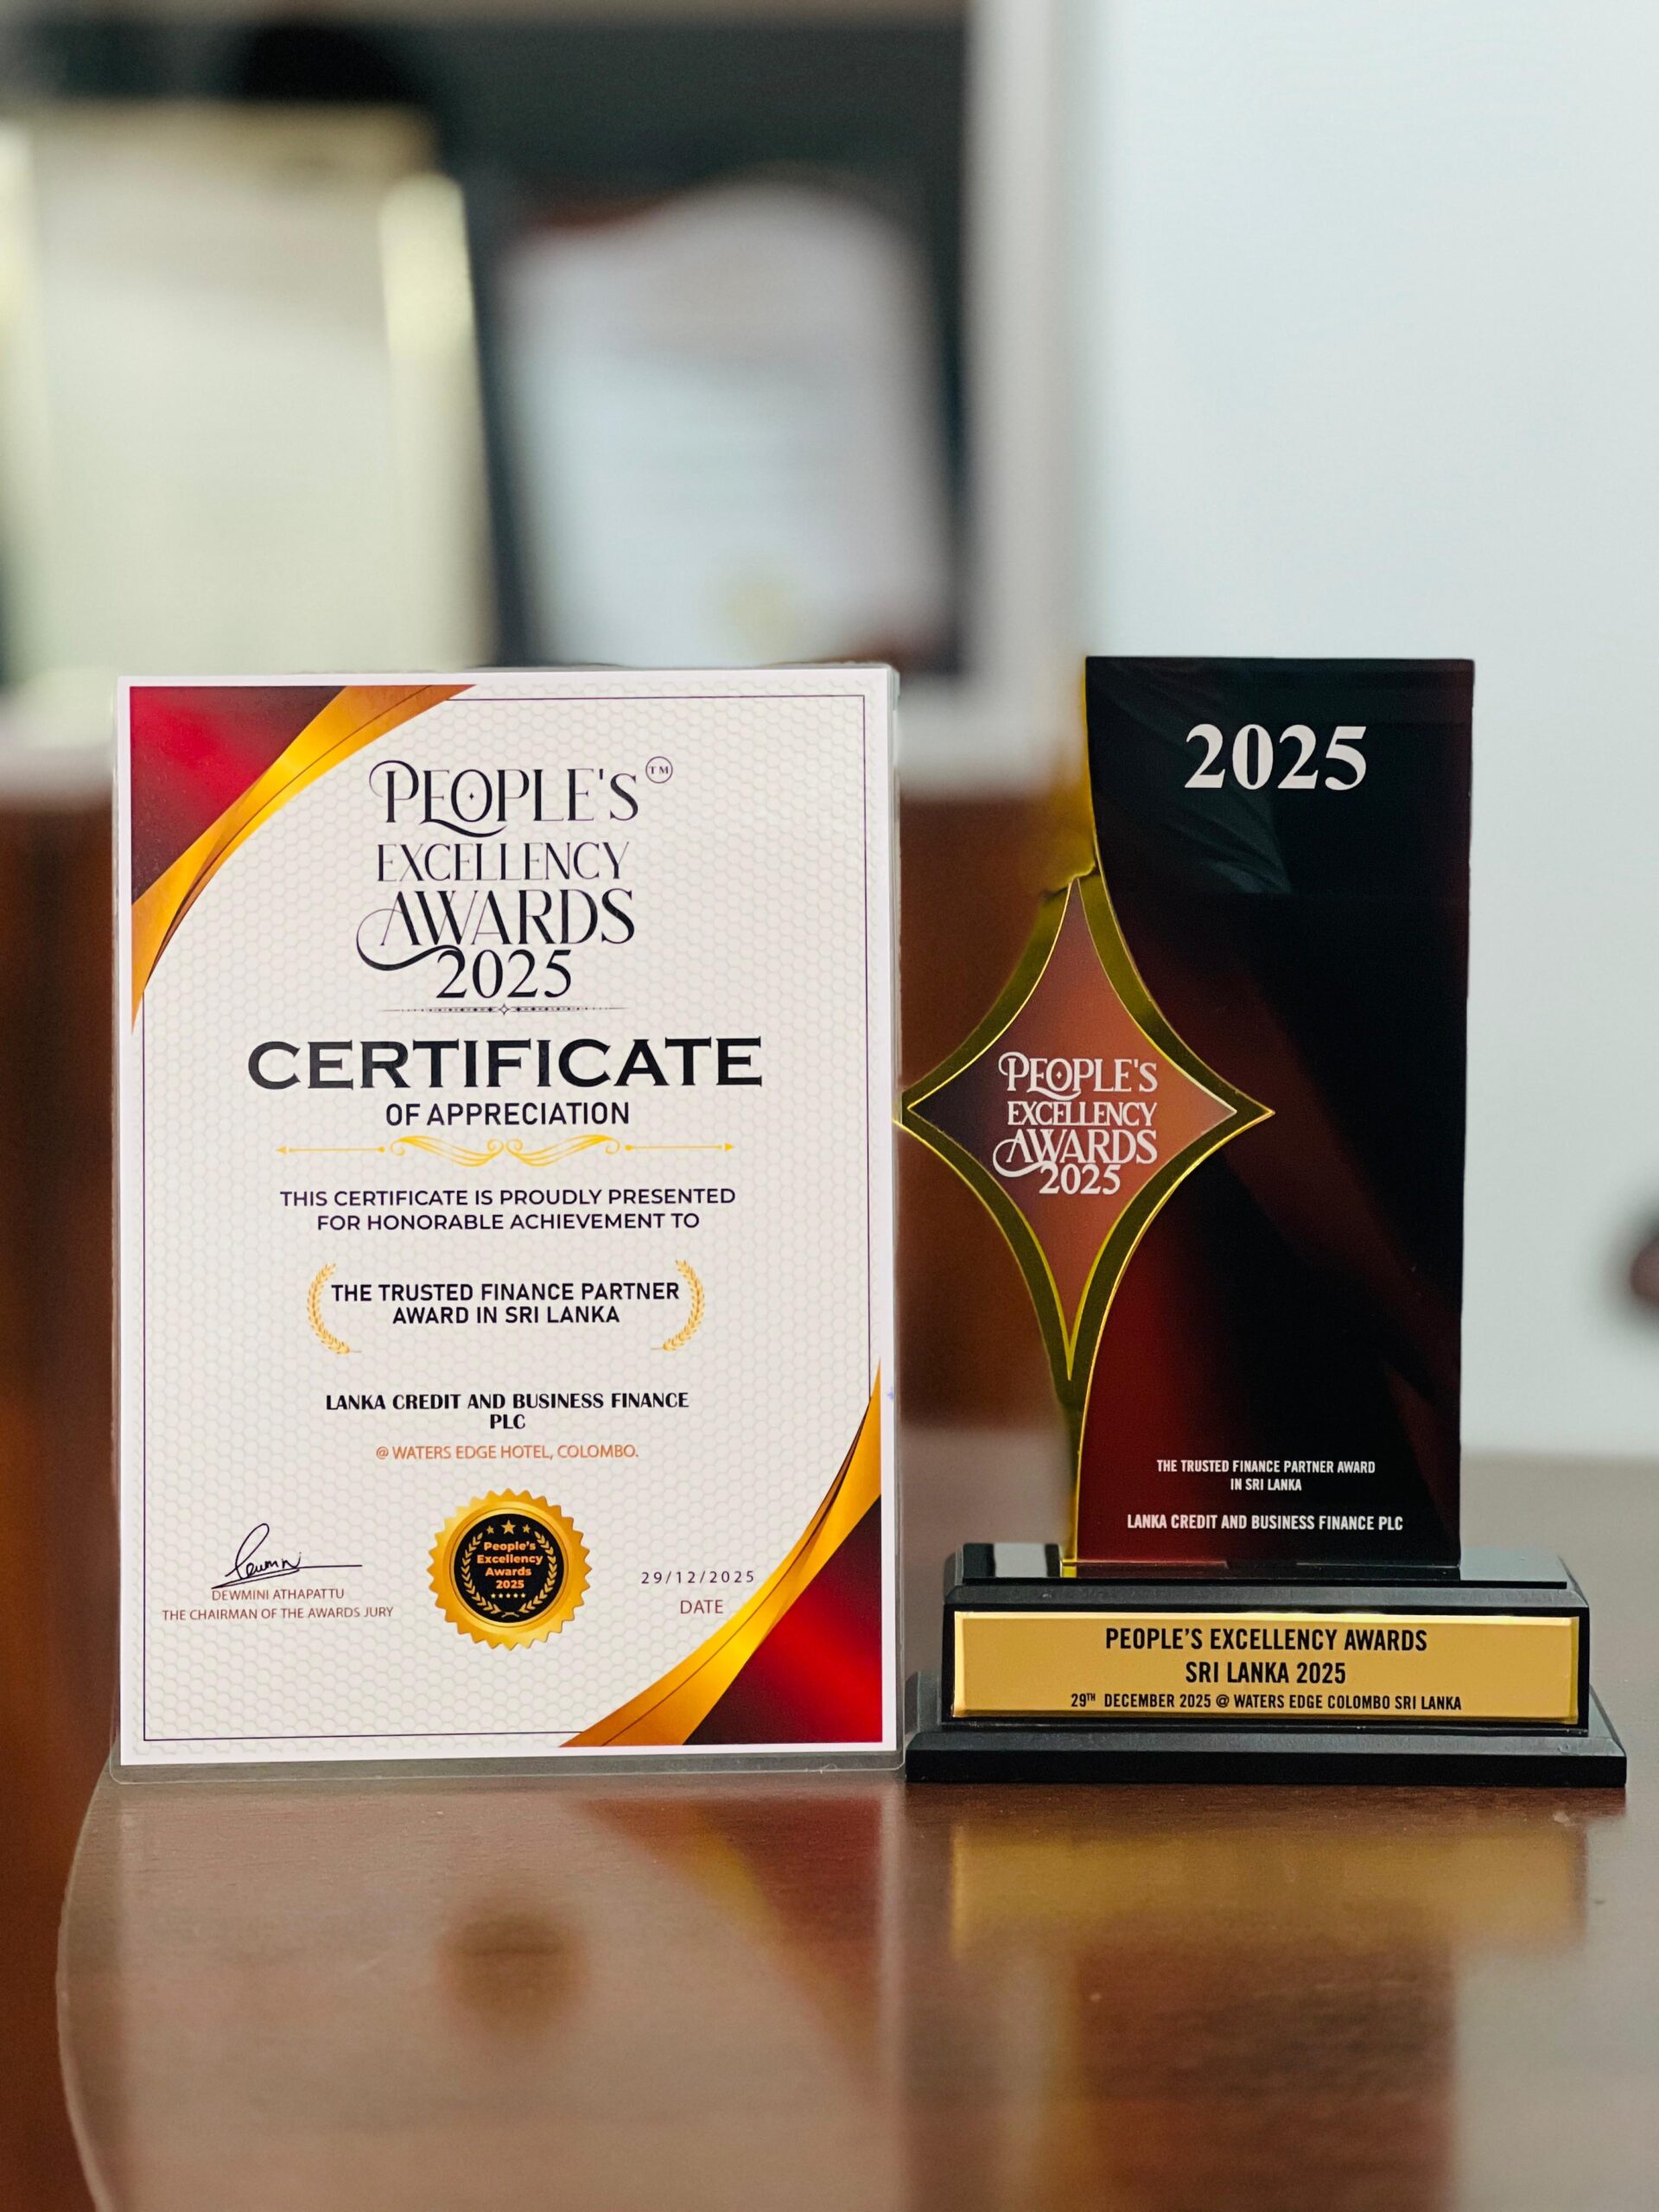 PEOPLE'S TM
EXCELLENCY
AWARDS
2025
CERTIFICATE
OF APPRECIATION
THIS CERTIFICATE IS PROUDLY PRESENTED
FOR HONORABLE ACHIEVEMENT TO
THE TRUSTED FINANCE PARTNER
AWARD IN SRI LANKA
LANKA CREDIT AND BUSINESS FINANCE
PLC
@ WATERS EDGE HOTEL, COLOMBO.
DEWMINI ATHAPATTU
THE CHAIRMAN OF THE AWARDS JURY
People's
Excellency
Awards
2025
29/12/2025
DATE
2025
PEOPLE'S
EXCELLENCY
AWARDS
2025
THE TRUSTED FINANCE PARTNER AWARD
IN SRI LANKA
LANKA CREDIT AND BUSINESS FINANCE PLC
PEOPLE'S EXCELLENCY AWARDS
SRI LANKA 2025
29TH DECEMBER 2025 @ WATERS EDGE COLOMBO SRI LANKA